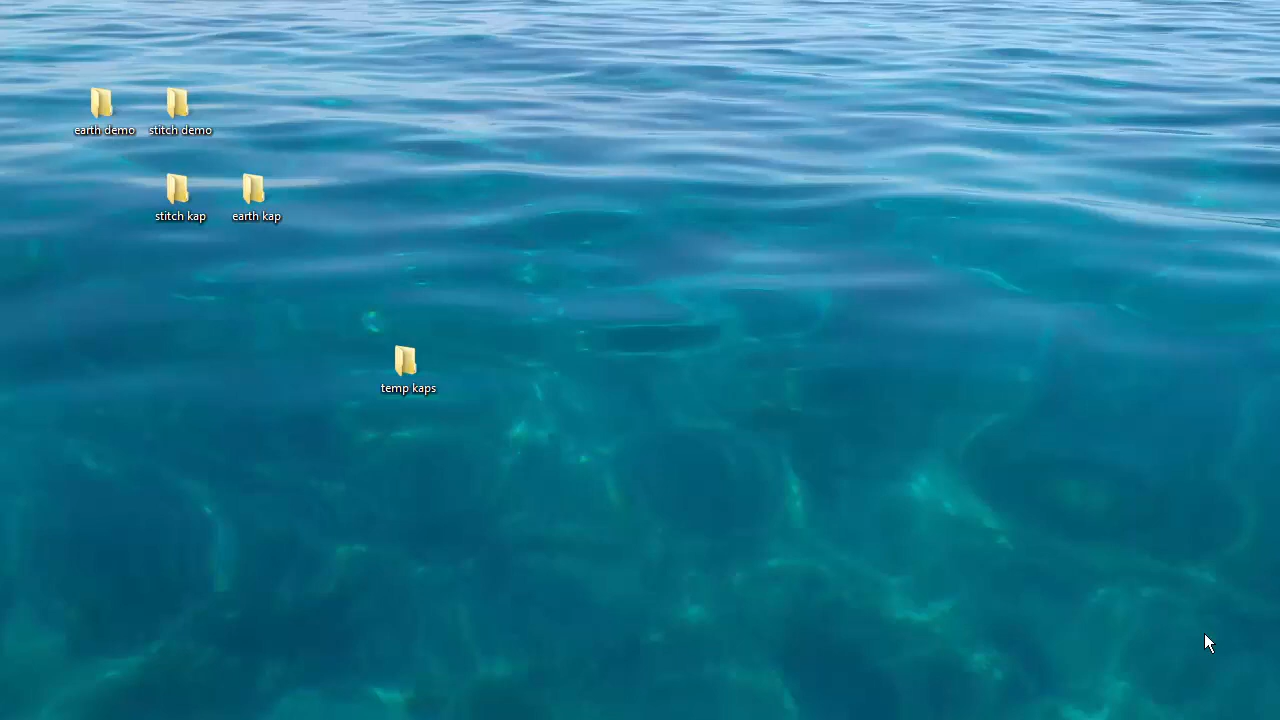 earth demo
stitch demo
stitch kap
earth kap
temp kaps